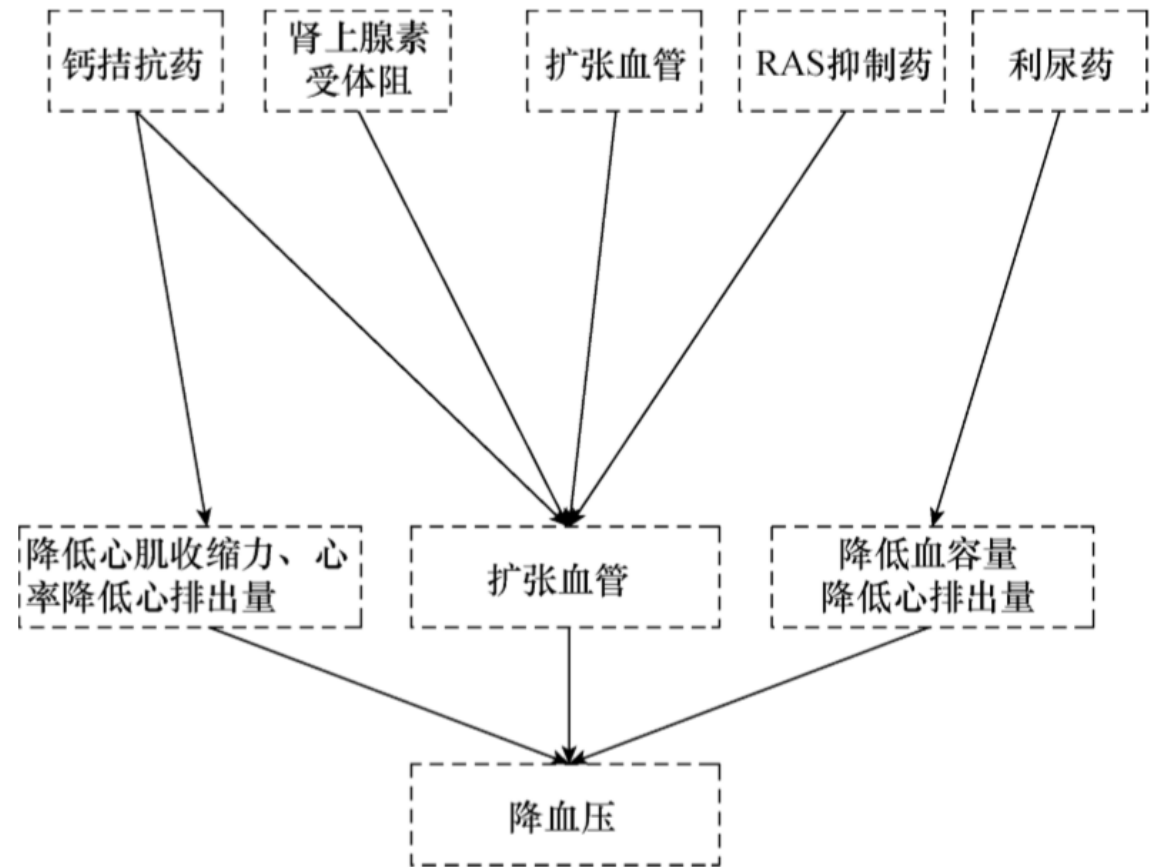 钙拮抗药
肾上腺素
受体阻
扩张血管
RAS抑制药
利尿药
降低心肌收缩力、心
率降低心排出量
扩张血管
降低血容量
降低心排出量
降血压